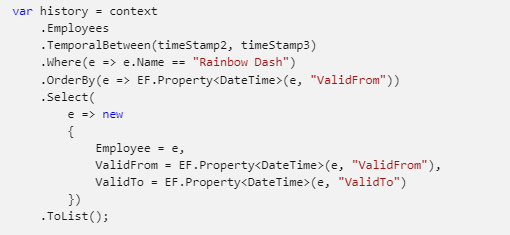 var history = context
    .Employees
    .TemporalBetween(timeStamp2, timeStamp3)
    .Where(e => e.Name == "Rainbow Dash")
    .OrderBy(e => EF.Property<DateTime>(e, "ValidFrom"))
    .Select(
        e => new
        {
            Employee = e,
            ValidFrom = EF.Property<DateTime>(e, "ValidFrom"),
            ValidTo = EF.Property<DateTime>(e, "ValidTo")
        })
    .ToList();